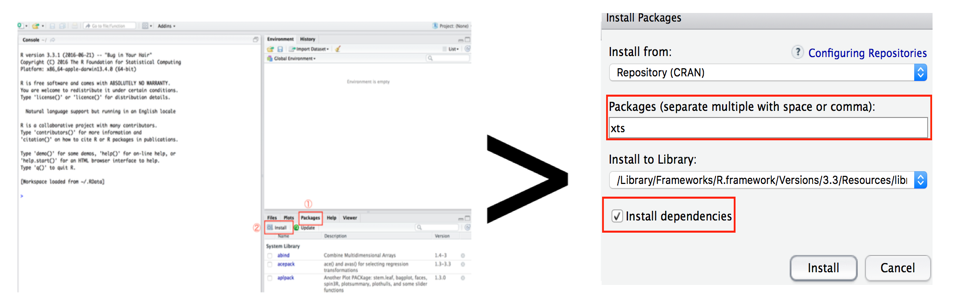 Go to File/Function
Addins
Project: (None)
Console ~/
R version 3.3.1 (2016-06-21) -- "Bug in Your Hair"
Copyright (C) 2016 The R Foundation for Statistical Computing
Platform: x86_64-apple-darwin13.4.0 (64-bit)
R is free software and comes with ABSOLUTELY NO WARRANTY.
You are welcome to redistribute it under certain conditions.
Type 'license()' or 'licence()' for distribution details.
Natural language support but running in an English locale
R is a collaborative project with many contributors.
Type 'contributors()' for more information and
'citation()' on how to cite R or R packages in publications.
Type 'demo()' for some demos, 'help()' for on-line help, or
'help.start()' for an HTML browser interface to help.
Type 'q()' to quit R.
[Workspace loaded from ~/.RData]
>
Environment History
Import Dataset
List
Global Environment
Environment is empty
①
Files Plots Packages Help Viewer
② Install Update
Name Description Version
System Library
abind Combine Multidimensional Arrays 1.4-3
acepack ace() and avas() for selecting regression 1.3-3.3
transformations
aplpack Another Plot PACKage: stem.leaf, bagplot, faces, 1.3.0
spin3R, plotsummary, plothulls, and some slider
functions
>
Install Packages
Install from: ? Configuring Repositories
Repository (CRAN)
Packages (separate multiple with space or comma):
xts
Install to Library:
/Library/Frameworks/R.framework/Versions/3.3/Resources/libr
Install dependencies
Install Cancel